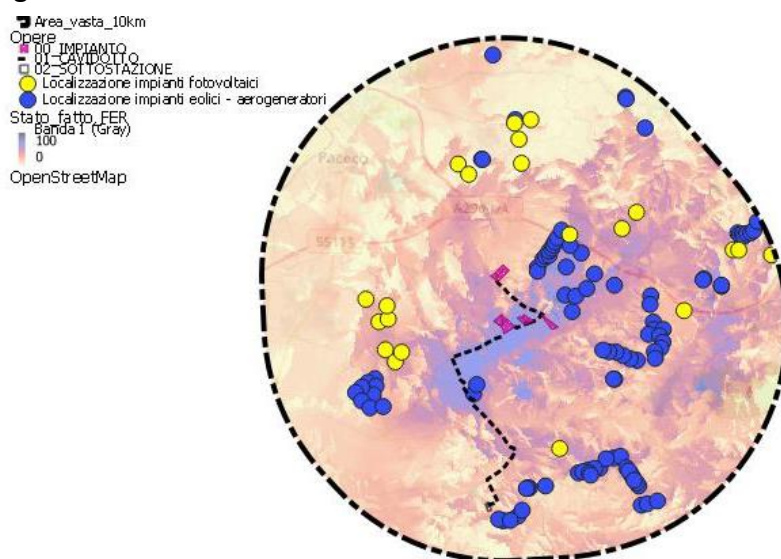 Area_vasta_10km
Opere
00_IMPIANTO
01_CAVIDOTTO
02_SOTTOSTAZIONE
Localizzazione impianti fotovoltaici
Localizzazione impianti eolici - aerogeneratori
Stato_fatto_FER
Banda 1 (Gray)
100
0
OpenStreetMap
Paceco
SS115